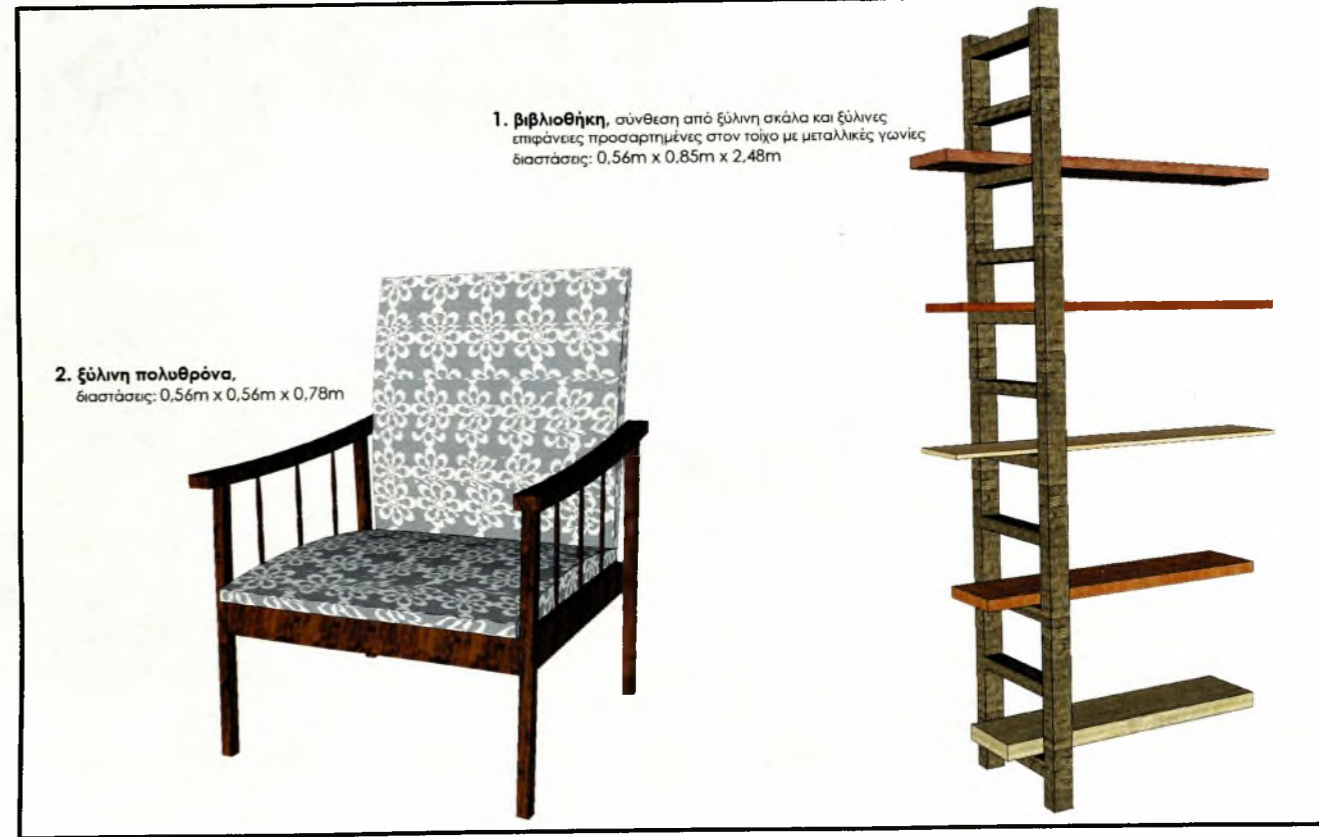 1. βιβλιοθήκη, σύνθεση από ξύλινη σκάλα και ξύλινες
επιφάνειες προσαρτημένες στον τοίχο με μεταλλικές γωνίες
διαστάσεις: 0,56m x 0,85m x 2,48m
2. ξύλινη πολυθρόνα,
διαστάσεις: 0,56m x 0,56m x 0,78m